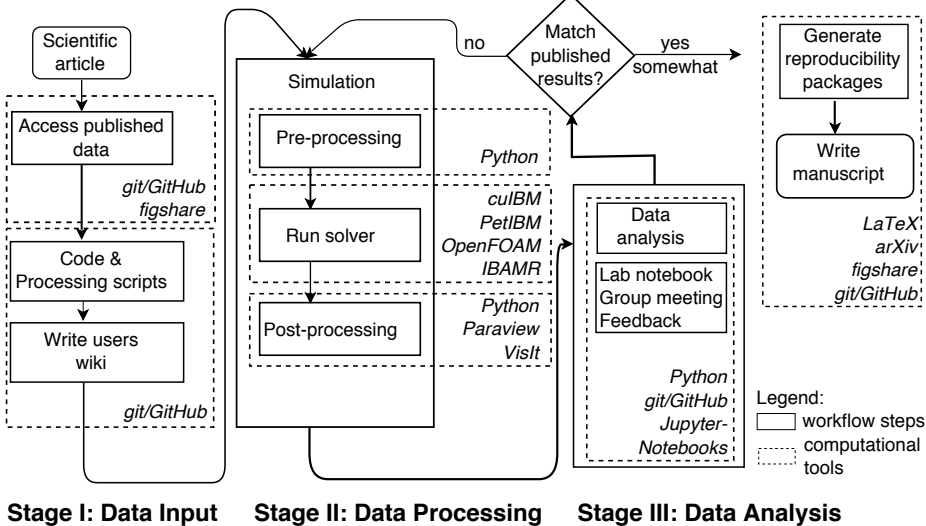 Scientific
article
Access published
data
git/GitHub
figshare
Code &
Processing scripts
Write users
wiki
git/GitHub
Simulation
Pre-processing
Python
Run solver
cuIBM
PetIBM
OpenFOAM
IBAMR
Post-processing
Python
Paraview
VisIt
Match
published
results?
no
yes
somewhat
Data
analysis
Lab notebook
Group meeting
Feedback
Python
git/GitHub
Jupyter-
Notebooks
Generate
reproducibility
packages
Write
manuscript
LaTeX
arXiv
figshare
git/GitHub
Legend:
workflow steps
computational
tools
Stage I: Data Input
Stage II: Data Processing
Stage III: Data Analysis